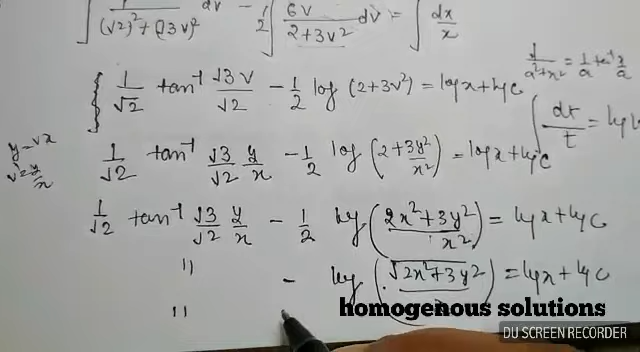 ∫ 1/((√2)²+(√3v)²) dv − 1/2 ∫ 6v/(2+3v²) dv = ∫ dx/x
∫ 1/(a²+x²) = 1/a tan⁻¹ x/a
1/√2 tan⁻¹ √3v/√2 − 1/2 log(2+3v²) = log x + log c
∫ dt/t = log
y=vx
v=y/x
1/√2 tan⁻¹ √3/√2 y/x − 1/2 log(2+3y²/x²) = log x + log c
1/√2 tan⁻¹ √3/√2 y/x − 1/2 log((2x²+3y²)/x²) = log x + log c
" − log(√(2x²+3y²)/ ) = log x + log c
"
homogenous solutions
DU SCREEN RECORDER